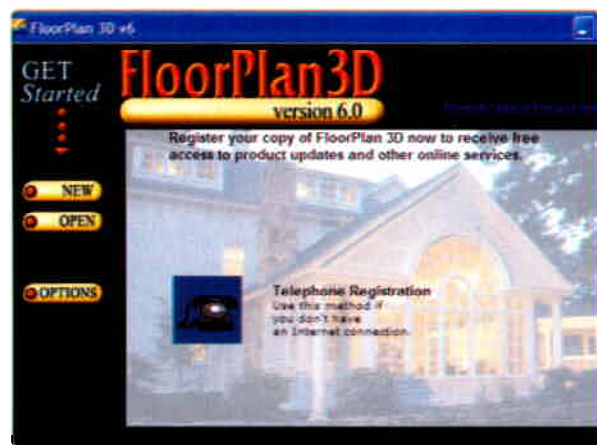 FloorPlan 3D v6
GET
Started
FloorPlan3D
version 6.0
Register your copy of FloorPlan 3D now to receive free
access to product updates and other online services.
NEW
OPEN
OPTIONS
Telephone Registration
Use this method if
you don't have
an Internet connection.